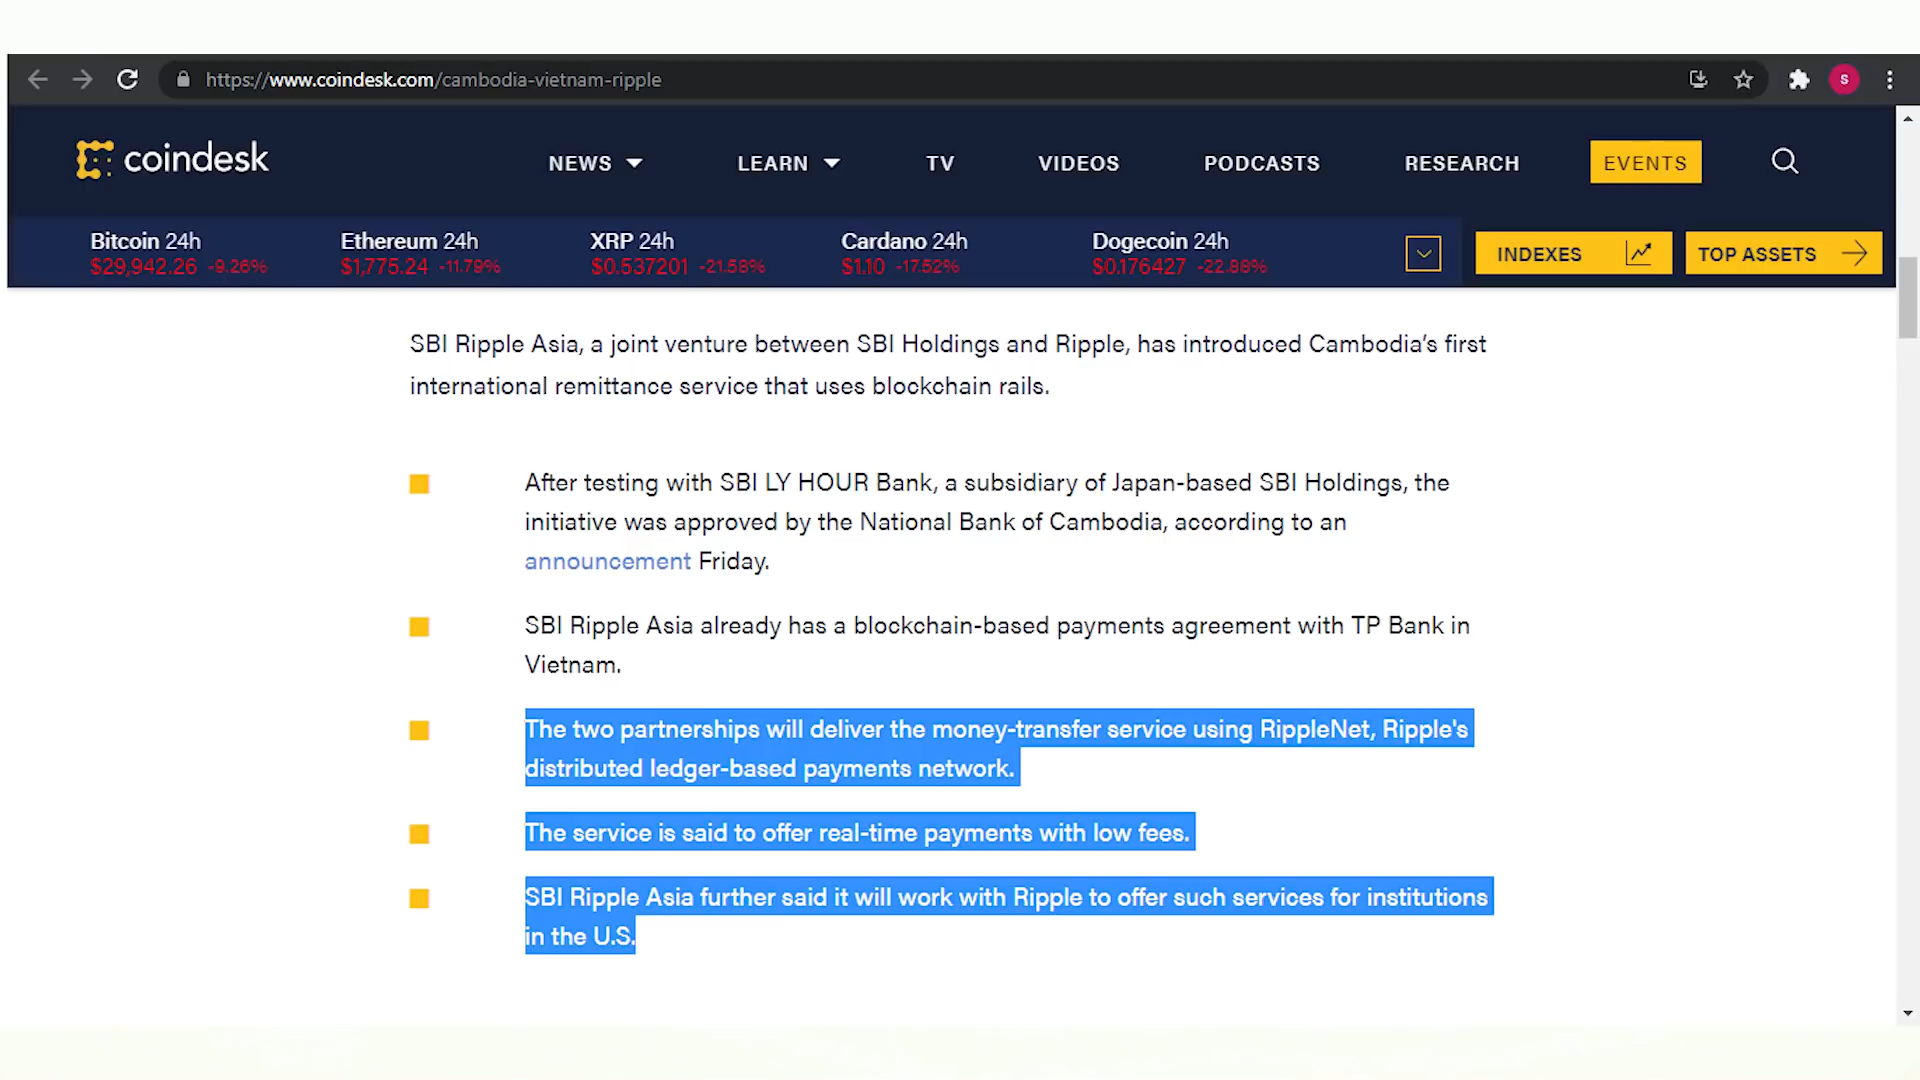 https://www.coindesk.com/cambodia-vietnam-ripple
S
coindesk
NEWS
LEARN
TV
VIDEOS
PODCASTS
RESEARCH
EVENTS
Bitcoin 24h
$29,942.26 -9.26%
Ethereum 24h
$1,775.24 -11.79%
XRP 24h
$0.537201 -21.58%
Cardano 24h
$1.10 -17.52%
Dogecoin 24h
$0.176427 -22.88%
INDEXES
TOP ASSETS
SBI Ripple Asia, a joint venture between SBI Holdings and Ripple, has introduced Cambodia’s first
international remittance service that uses blockchain rails.
After testing with SBI LY HOUR Bank, a subsidiary of Japan-based SBI Holdings, the
initiative was approved by the National Bank of Cambodia, according to an
announcement Friday.
SBI Ripple Asia already has a blockchain-based payments agreement with TP Bank in
Vietnam.
The two partnerships will deliver the money-transfer service using RippleNet, Ripple's
distributed ledger-based payments network.
The service is said to offer real-time payments with low fees.
SBI Ripple Asia further said it will work with Ripple to offer such services for institutions
in the U.S.